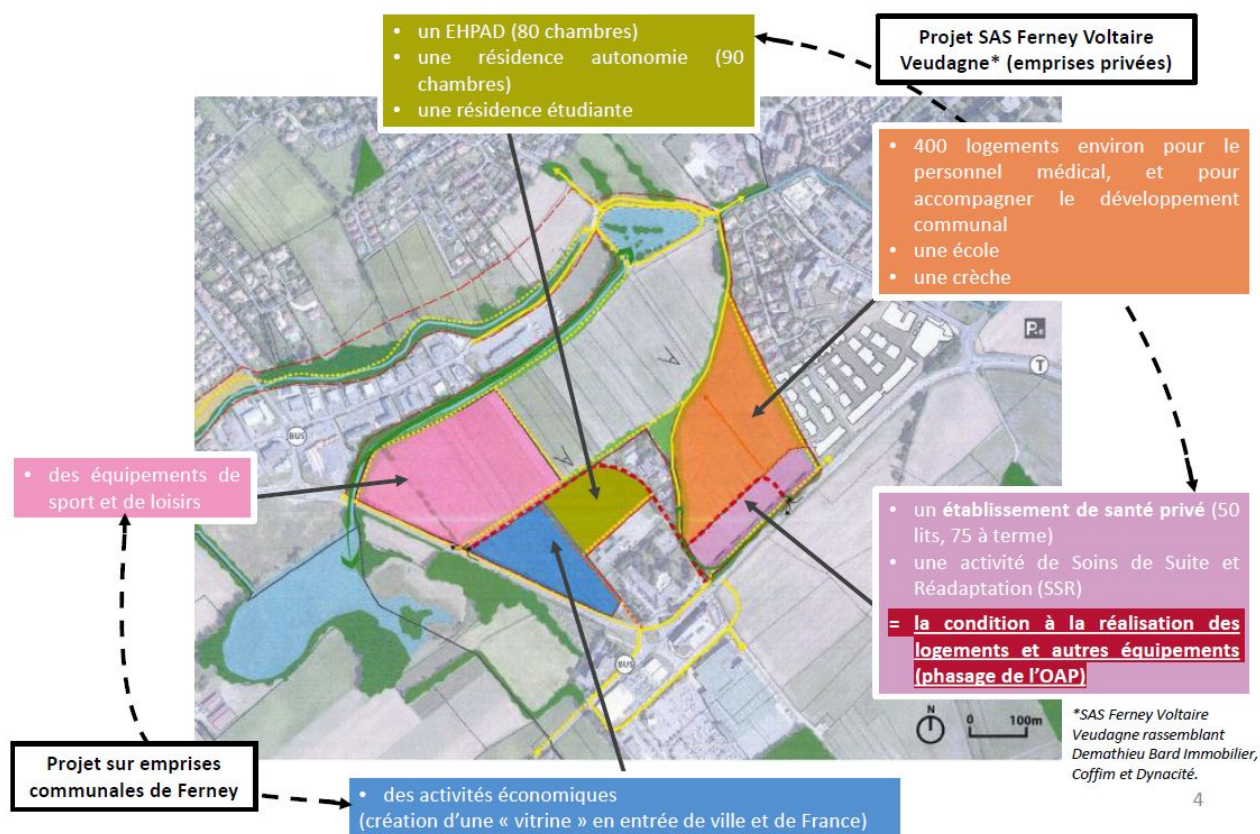 • un EHPAD (80 chambres)
• une résidence autonomie (90
chambres)
• une résidence étudiante
Projet SAS Ferney Voltaire
Veudagne* (emprises privées)
• 400 logements environ pour le
personnel médical, et pour
accompagner le développement
communal
• une école
• une crèche
P+R
T
BUS
• des équipements de
sport et de loisirs
• un établissement de santé privé (50
lits, 75 à terme)
• une activité de Soins de Suite et
Réadaptation (SSR)
= la condition à la réalisation des
logements et autres équipements
(phasage de l'OAP)
BUS
N
0 100m
*SAS Ferney Voltaire
Veudagne rassemblant
Demathieu Bard Immobilier,
Coffim et Dynacité.
Projet sur emprises
communales de Ferney
• des activités économiques
(création d'une « vitrine » en entrée de ville et de France)
4